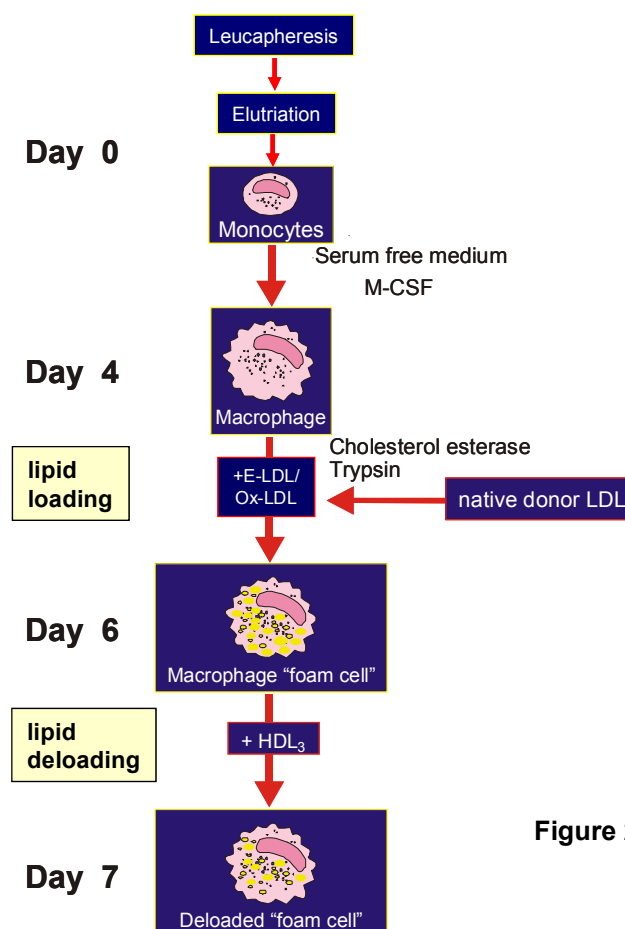 Leucapheresis
Elutriation
Day 0
Monocytes
Serum free medium
M-CSF
Day 4
Macrophage
Cholesterol esterase
Trypsin
lipid
loading
+E-LDL/
Ox-LDL
native donor LDL
Day 6
Macrophage “foam cell”
lipid
deloading
+ HDL₃
Figure
Day 7
Deloaded “foam cell”